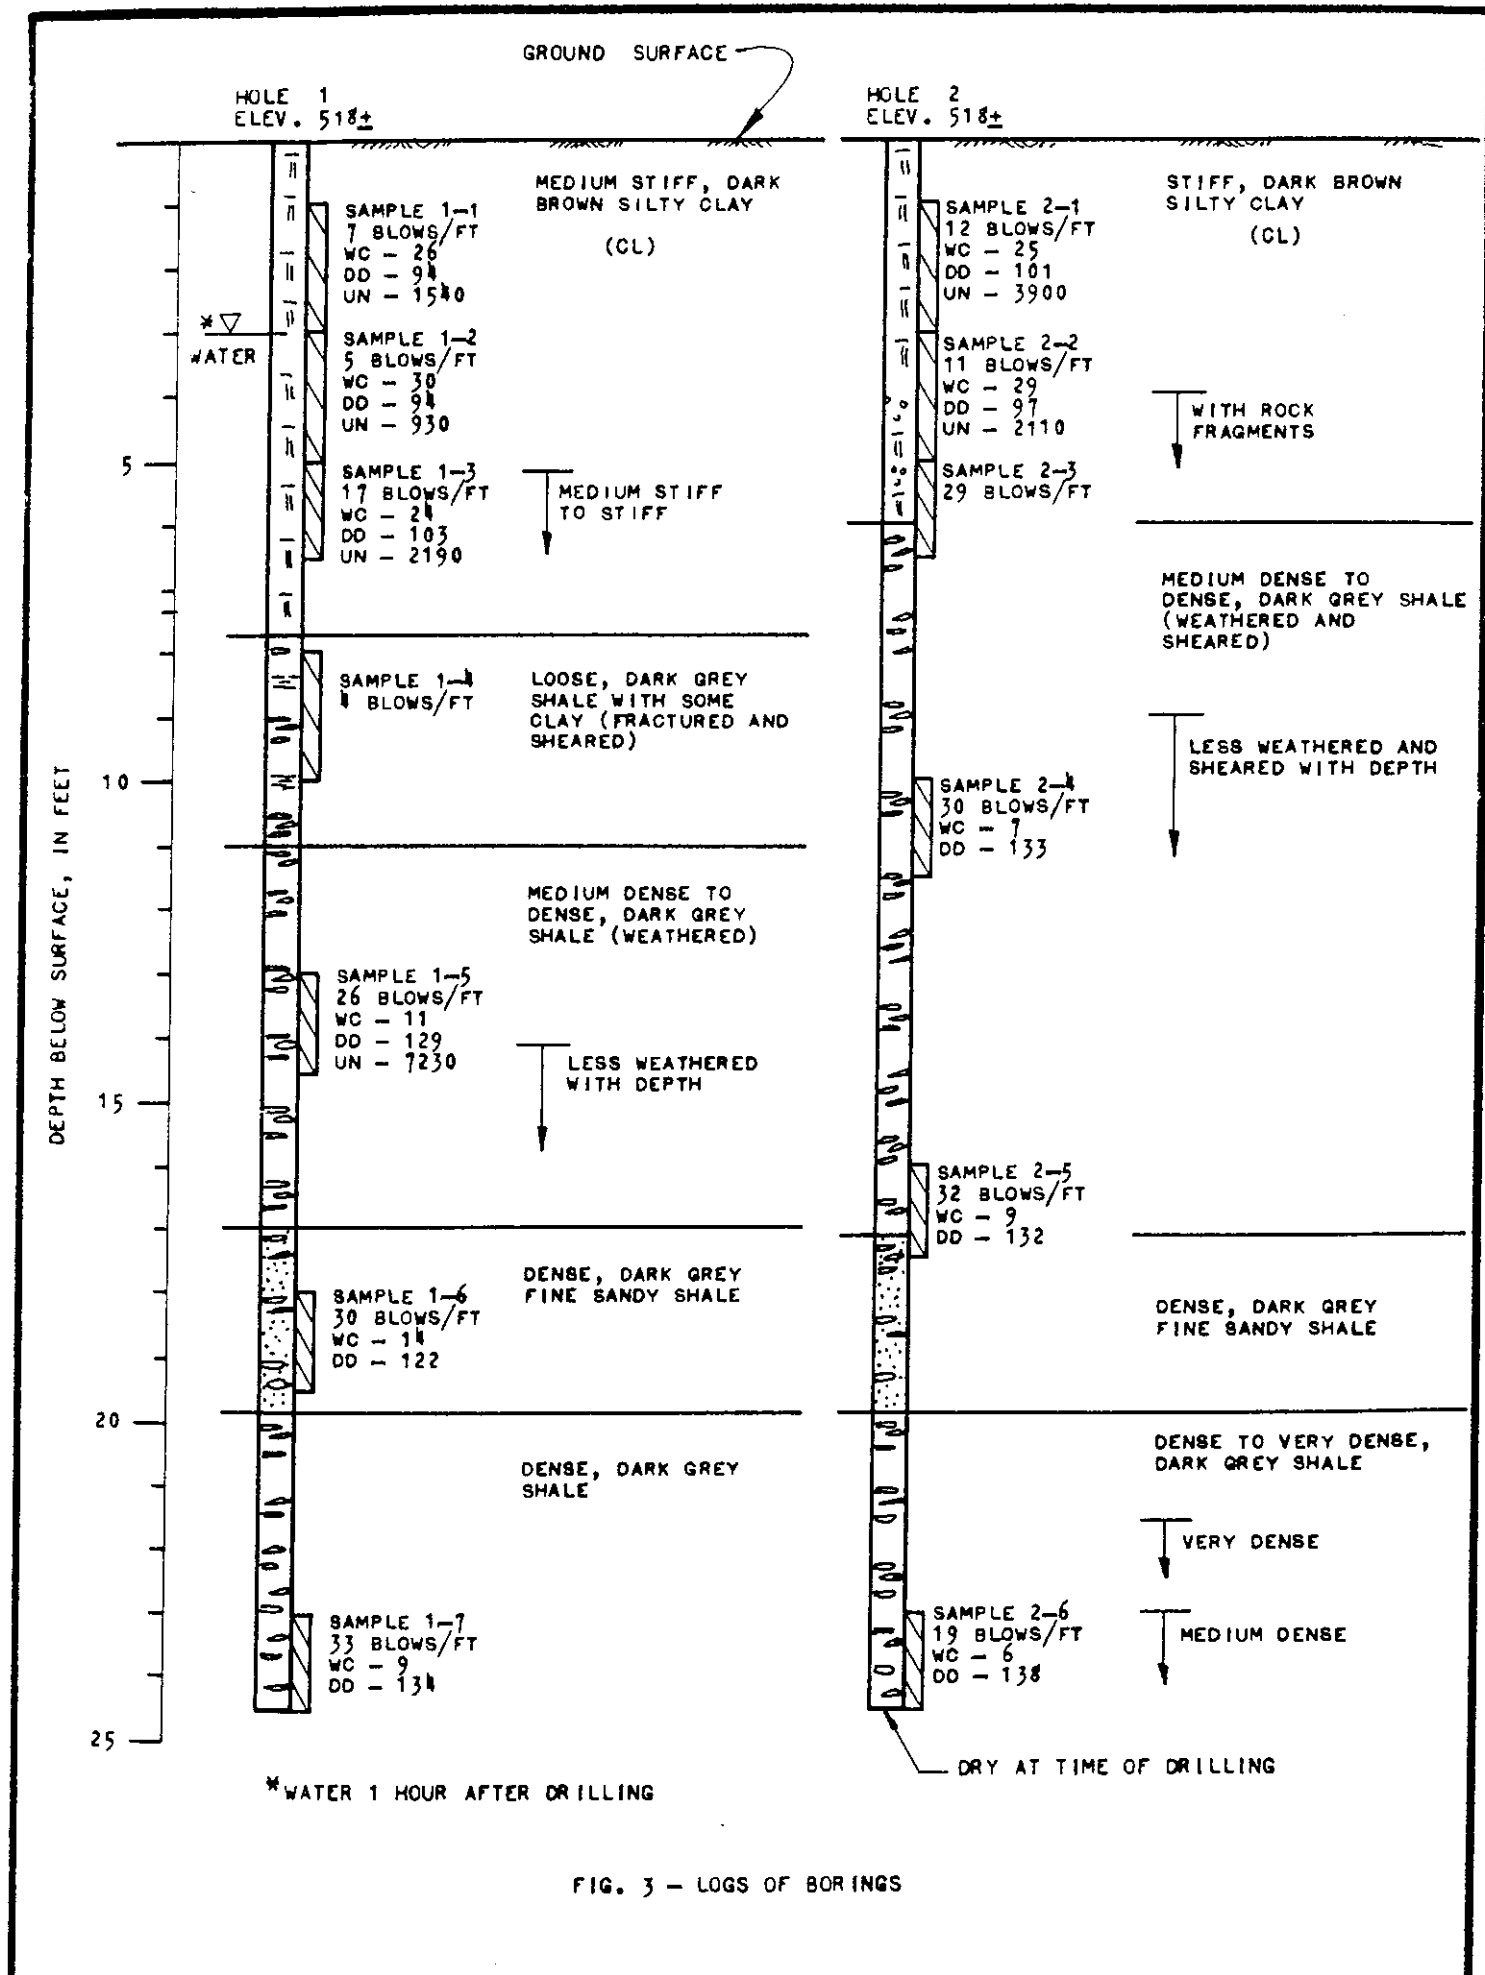 GROUND SURFACE
HOLE 1
ELEV. 518±
HOLE 2
ELEV. 518±
DEPTH BELOW SURFACE, IN FEET
5
10
15
20
25
* WATER
SAMPLE 1-1
7 BLOWS/FT
WC - 26
DD - 94
UN - 1540
SAMPLE 1-2
5 BLOWS/FT
WC - 30
DD - 94
UN - 930
SAMPLE 1-3
17 BLOWS/FT
WC - 24
DD - 103
UN - 2190
SAMPLE 1-4
4 BLOWS/FT
SAMPLE 1-5
26 BLOWS/FT
WC - 11
DD - 129
UN - 7230
SAMPLE 1-6
30 BLOWS/FT
WC - 14
DD - 122
SAMPLE 1-7
33 BLOWS/FT
WC - 9
DD - 134
MEDIUM STIFF, DARK
BROWN SILTY CLAY
(CL)
MEDIUM STIFF
TO STIFF
LOOSE, DARK GREY
SHALE WITH SOME
CLAY (FRACTURED AND
SHEARED)
MEDIUM DENSE TO
DENSE, DARK GREY
SHALE (WEATHERED)
LESS WEATHERED
WITH DEPTH
DENSE, DARK GREY
FINE SANDY SHALE
DENSE, DARK GREY
SHALE
SAMPLE 2-1
12 BLOWS/FT
WC - 25
DD - 101
UN - 3900
SAMPLE 2-2
11 BLOWS/FT
WC - 29
DD - 97
UN - 2110
SAMPLE 2-3
29 BLOWS/FT
SAMPLE 2-4
30 BLOWS/FT
WC - 7
DD - 133
SAMPLE 2-5
32 BLOWS/FT
WC - 9
DD - 132
SAMPLE 2-6
19 BLOWS/FT
WC - 6
DD - 138
STIFF, DARK BROWN
SILTY CLAY
(CL)
WITH ROCK
FRAGMENTS
MEDIUM DENSE TO
DENSE, DARK GREY SHALE
(WEATHERED AND
SHEARED)
LESS WEATHERED AND
SHEARED WITH DEPTH
DENSE, DARK GREY
FINE SANDY SHALE
DENSE TO VERY DENSE,
DARK GREY SHALE
VERY DENSE
MEDIUM DENSE
DRY AT TIME OF DRILLING
*WATER 1 HOUR AFTER DRILLING
FIG. 3 - LOGS OF BORINGS